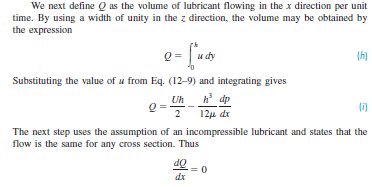 We next define Q as the volume of lubricant flowing in the x direction per unit
time. By using a width of unity in the z direction, the volume may be obtained by
the expression
Q = ∫₀ʰ u dy (h)
Substituting the value of u from Eq. (12–9) and integrating gives
Q = Uh/2 − h³/12μ dp/dx (i)
The next step uses the assumption of an incompressible lubricant and states that the
flow is the same for any cross section. Thus
dQ/dx = 0